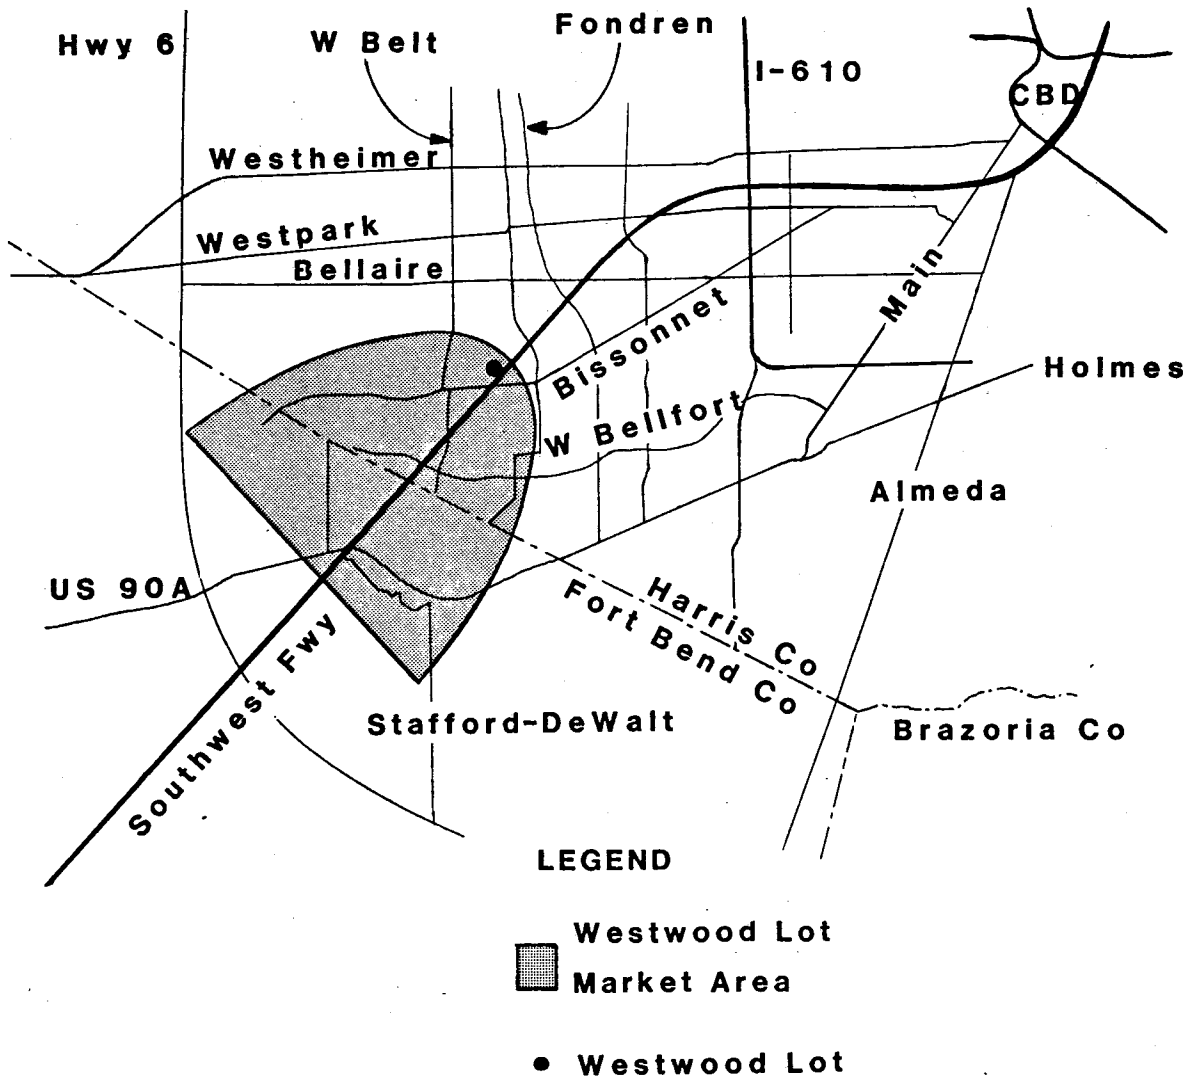 Hwy 6
W Belt
Fondren
I-610
CBD
Westheimer
Westpark
Bellaire
Main
Bissonnet
Holmes
W Bellfort
Almeda
US 90A
Harris Co
Fort Bend Co
Southwest Fwy
Stafford-DeWalt
Brazoria Co
LEGEND
Westwood Lot
Market Area
Westwood Lot